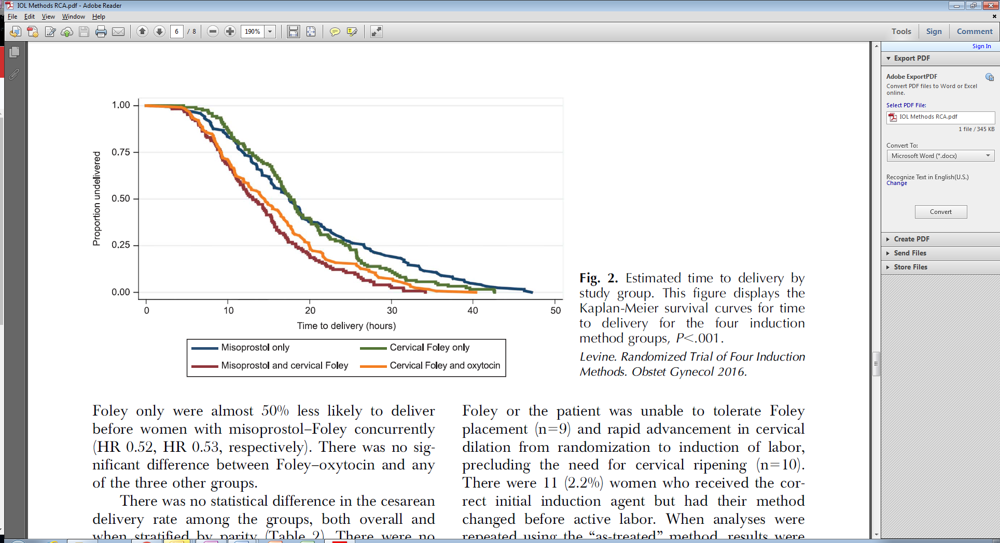 IOL Methods RCA.pdf - Adobe Reader
File Edit View Window Help
6 / 8 190%
Tools Sign Comment
Sign In
Export PDF
Adobe ExportPDF
Convert PDF files to Word or Excel
online.
Select PDF File:
IOL Methods RCA.pdf
1 file / 345 KB
Convert To:
Microsoft Word (*.docx)
Recognize Text in English(U.S.)
Change
Convert
Create PDF
Send Files
Store Files
Proportion undelivered
1.00
0.75
0.50
0.25
0.00
0 10 20 30 40 50
Time to delivery (hours)
Misoprostol only
Cervical Foley only
Misoprostol and cervical Foley
Cervical Foley and oxytocin
Fig. 2. Estimated time to delivery by
study group. This figure displays the
Kaplan-Meier survival curves for time
to delivery for the four induction
method groups, P<.001.
Levine. Randomized Trial of Four Induction
Methods. Obstet Gynecol 2016.
Foley only were almost 50% less likely to deliver
before women with misoprostol–Foley concurrently
(HR 0.52, HR 0.53, respectively). There was no sig-
nificant difference between Foley–oxytocin and any
of the three other groups.
There was no statistical difference in the cesarean
delivery rate among the groups, both overall and
when stratified by parity (Table 2). There were no
Foley or the patient was unable to tolerate Foley
placement (n=9) and rapid advancement in cervical
dilation from randomization to induction of labor,
precluding the need for cervical ripening (n=10).
There were 11 (2.2%) women who received the cor-
rect initial induction agent but had their method
changed before active labor. When analyses were
repeated using the “as-treated” method, results were